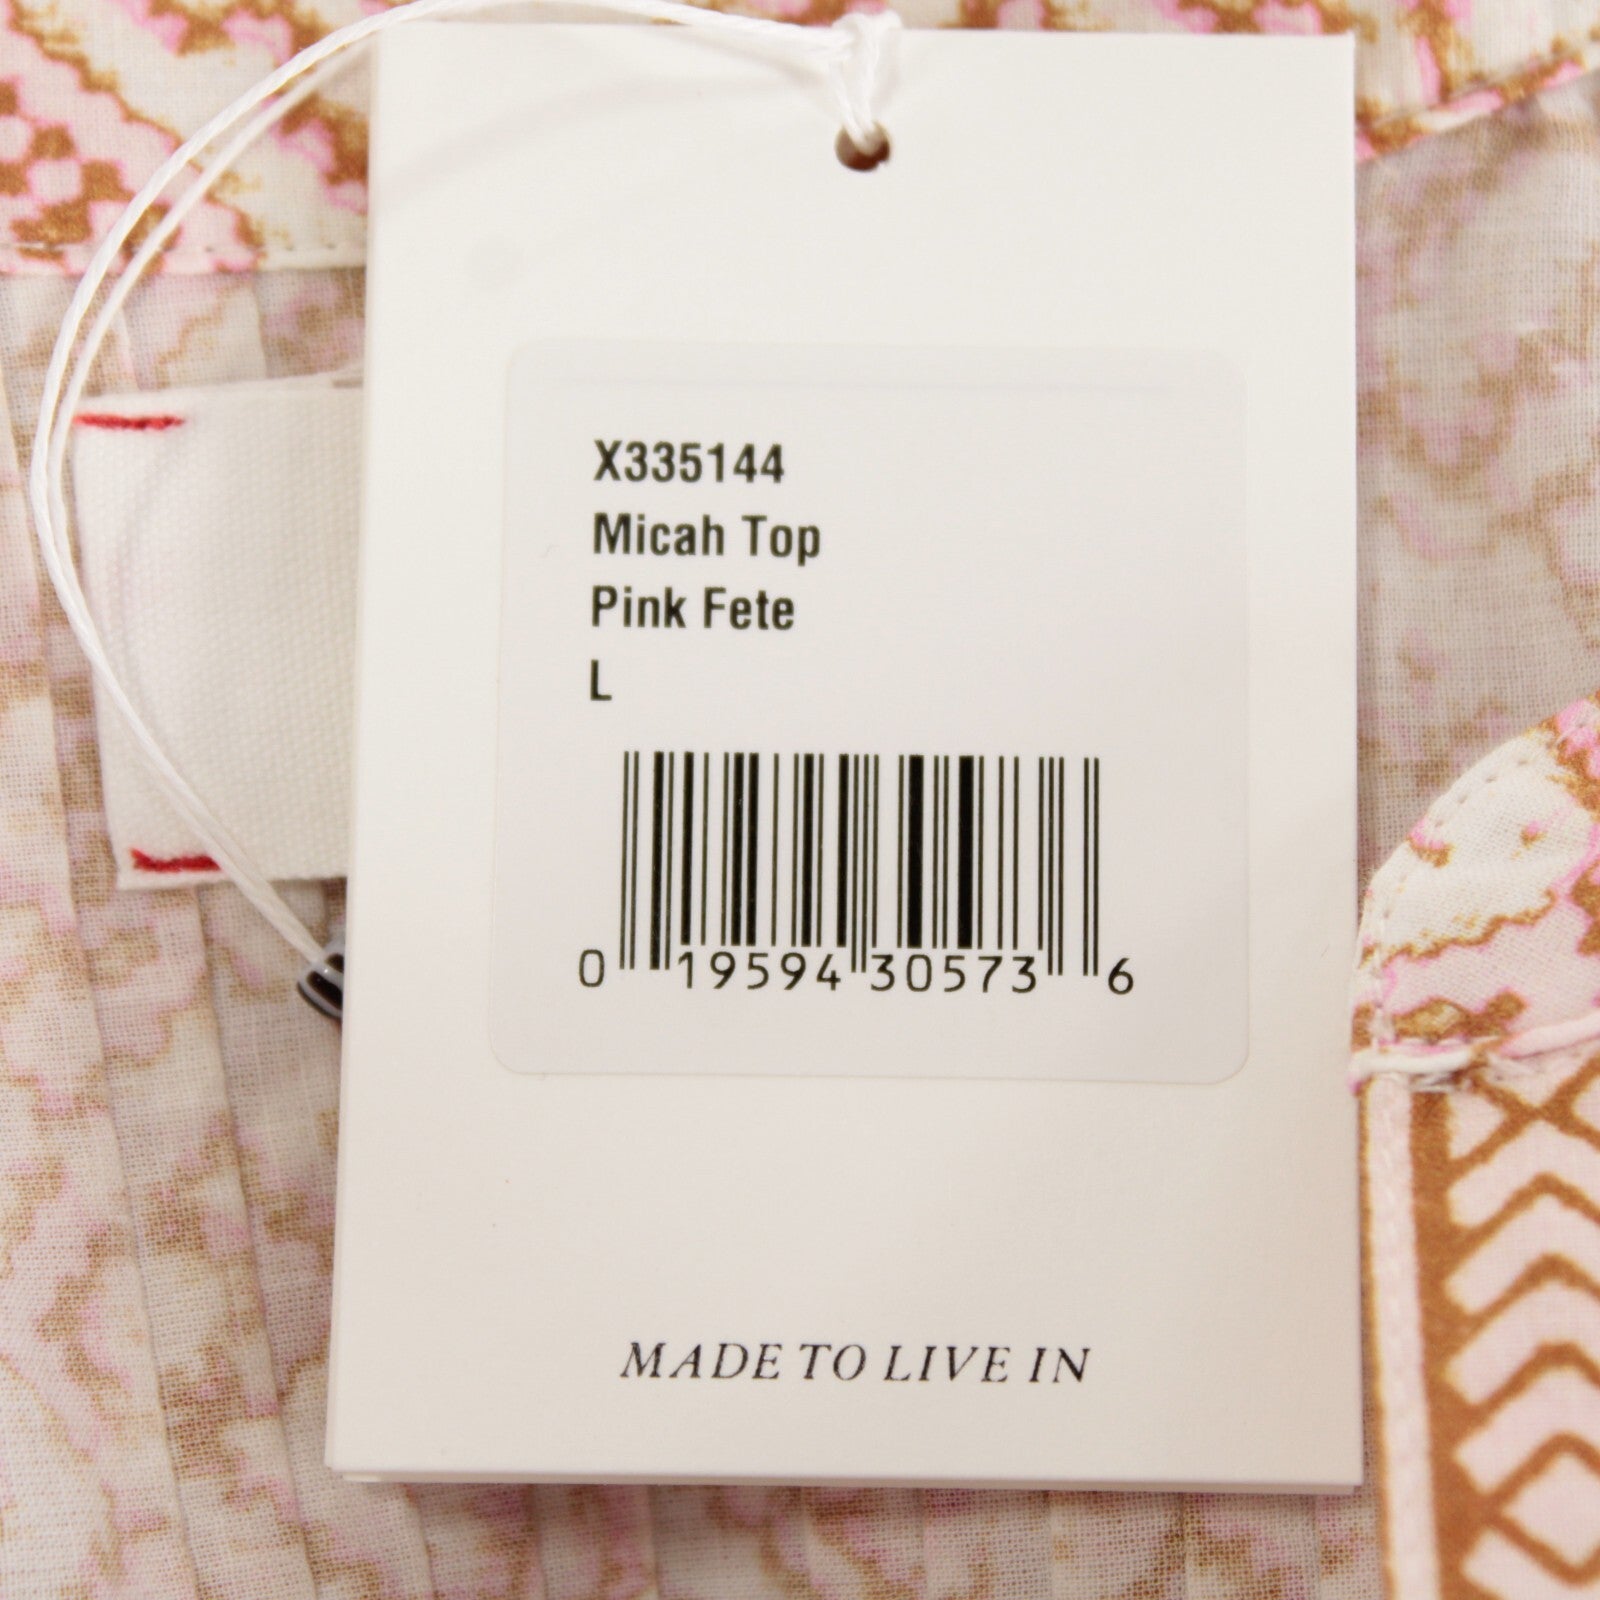 X335144
Micah Top
Pink Fete
L
0 19594 30573 6
MADE TO LIVE IN